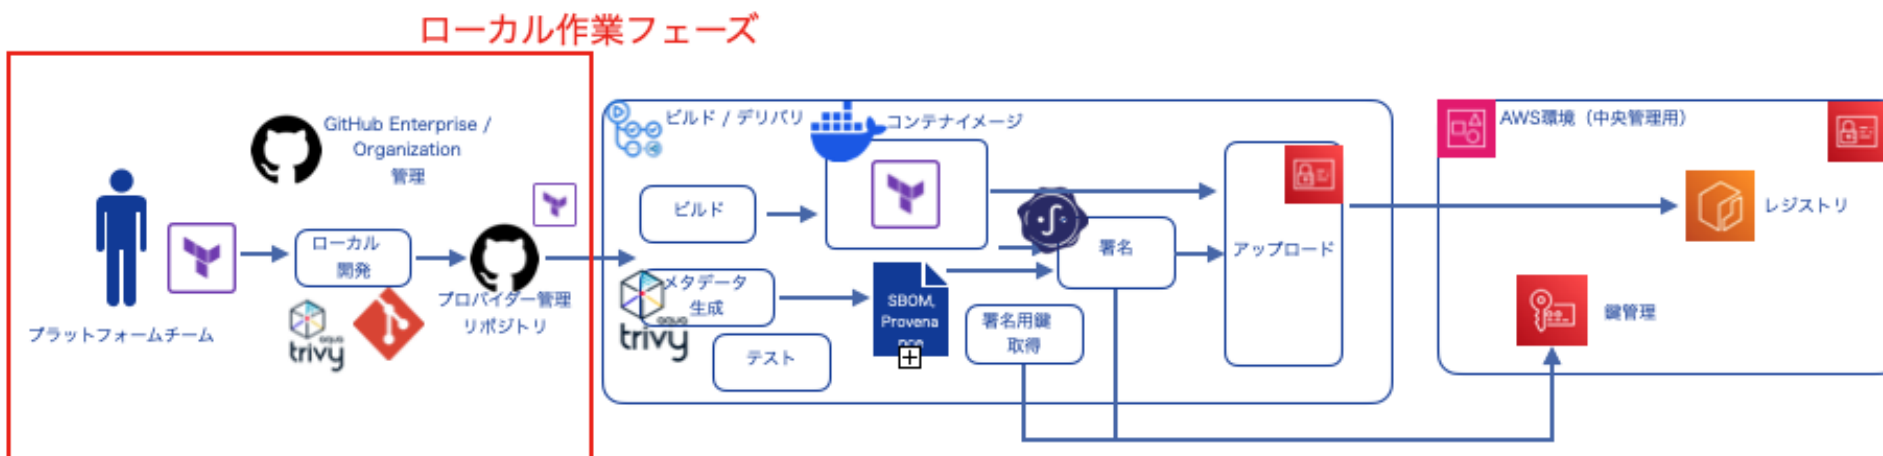 ローカル作業フェーズ
GitHub Enterprise /
Organization
管理
プラットフォームチーム
ローカル
開発
aqua
trivy
プロバイダー管理
リポジトリ
ビルド / デリバリ
コンテナイメージ
ビルド
メタデータ
生成
aqua
trivy
テスト
SBOM,
Provena
nce
署名用鍵
取得
署名
アップロード
AWS環境（中央管理用）
レジストリ
鍵管理